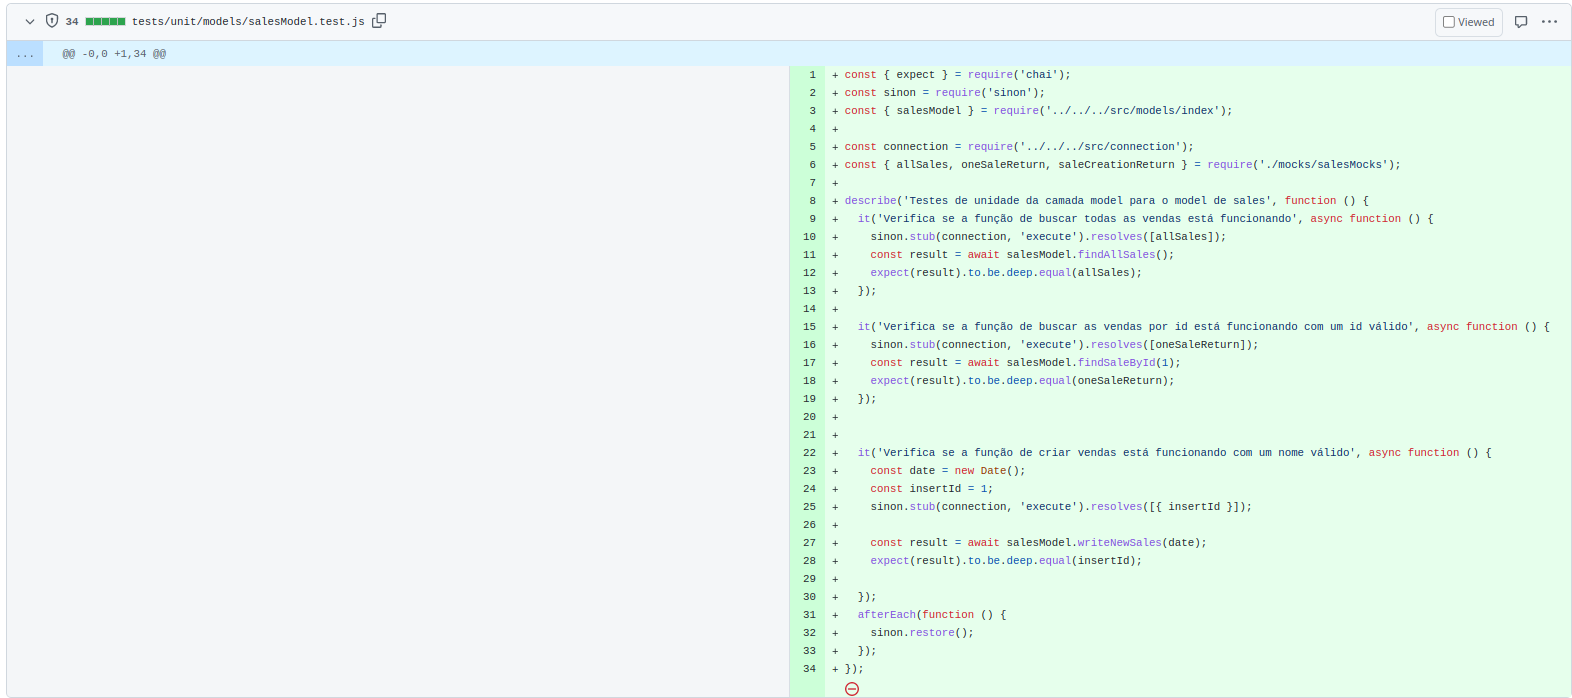 34 tests/unit/models/salesModel.test.js Viewed
... @@ -0,0 +1,34 @@
1 + const { expect } = require('chai');
2 + const sinon = require('sinon');
3 + const { salesModel } = require('../../../src/models/index');
4 +
5 + const connection = require('../../../src/connection');
6 + const { allSales, oneSaleReturn, saleCreationReturn } = require('./mocks/salesMocks');
7 +
8 + describe('Testes de unidade da camada model para o model de sales', function () {
9 +   it('Verifica se a função de buscar todas as vendas está funcionando', async function () {
10 +     sinon.stub(connection, 'execute').resolves([allSales]);
11 +     const result = await salesModel.findAllSales();
12 +     expect(result).to.be.deep.equal(allSales);
13 +   });
14 +
15 +   it('Verifica se a função de buscar as vendas por id está funcionando com um id válido', async function () {
16 +     sinon.stub(connection, 'execute').resolves([oneSaleReturn]);
17 +     const result = await salesModel.findSaleById(1);
18 +     expect(result).to.be.deep.equal(oneSaleReturn);
19 +   });
20 +
21 +
22 +   it('Verifica se a função de criar vendas está funcionando com um nome válido', async function () {
23 +     const date = new Date();
24 +     const insertId = 1;
25 +     sinon.stub(connection, 'execute').resolves([{ insertId }]);
26 +
27 +     const result = await salesModel.writeNewSales(date);
28 +     expect(result).to.be.deep.equal(insertId);
29 +
30 +   });
31 +   afterEach(function () {
32 +     sinon.restore();
33 +   });
34 + });